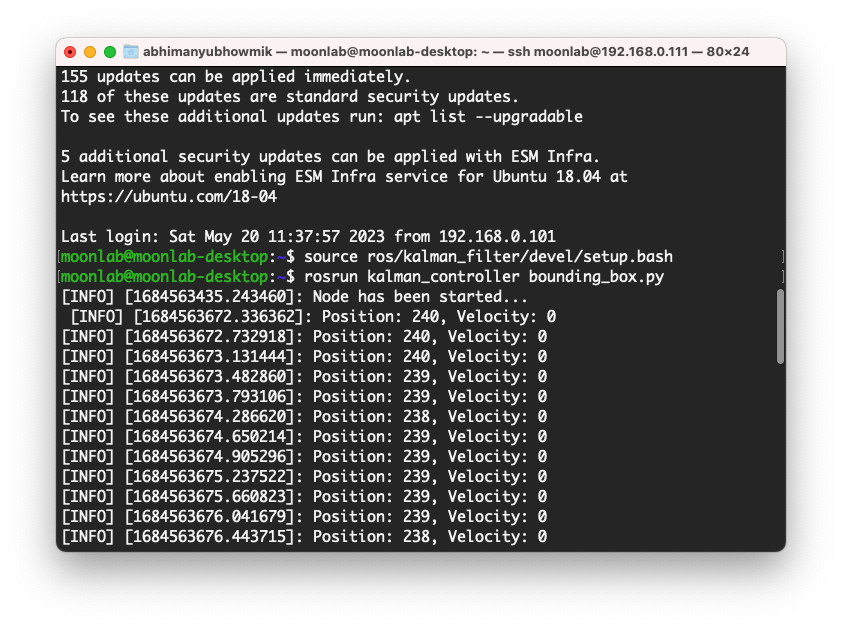 abhimanyubhowmik — moonlab@moonlab-desktop: ~ — ssh moonlab@192.168.0.111 — 80×24
155 updates can be applied immediately.
118 of these updates are standard security updates.
To see these additional updates run: apt list --upgradable
5 additional security updates can be applied with ESM Infra.
Learn more about enabling ESM Infra service for Ubuntu 18.04 at
https://ubuntu.com/18-04
Last login: Sat May 20 11:37:57 2023 from 192.168.0.101
[moonlab@moonlab-desktop:~$ source ros/kalman_filter/devel/setup.bash ]
[moonlab@moonlab-desktop:~$ rosrun kalman_controller bounding_box.py ]
[INFO] [1684563435.243460]: Node has been started...
[INFO] [1684563672.336362]: Position: 240, Velocity: 0
[INFO] [1684563672.732918]: Position: 240, Velocity: 0
[INFO] [1684563673.131444]: Position: 240, Velocity: 0
[INFO] [1684563673.482860]: Position: 239, Velocity: 0
[INFO] [1684563673.793106]: Position: 239, Velocity: 0
[INFO] [1684563674.286620]: Position: 238, Velocity: 0
[INFO] [1684563674.650214]: Position: 239, Velocity: 0
[INFO] [1684563674.905296]: Position: 239, Velocity: 0
[INFO] [1684563675.237522]: Position: 239, Velocity: 0
[INFO] [1684563675.660823]: Position: 239, Velocity: 0
[INFO] [1684563676.041679]: Position: 239, Velocity: 0
[INFO] [1684563676.443715]: Position: 238, Velocity: 0